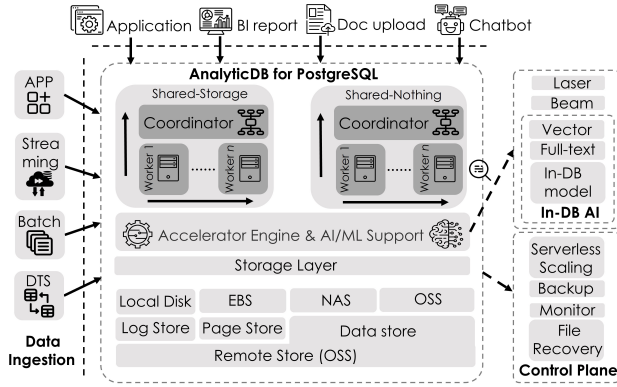 Application
BI report
Doc upload
Chatbot
AnalyticDB for PostgreSQL
APP
Strea
ming
Batch
DTS
Data
Ingestion
Shared-Storage
Coordinator
Worker 1
......
Worker n
Shared-Nothing
Coordinator
Worker 1
......
Worker n
Accelerator Engine & AI/ML Support
Storage Layer
Local Disk
EBS
NAS
OSS
Log Store
Page Store
Data store
Remote Store (OSS)
Laser
Beam
Vector
Full-text
In-DB
model
In-DB AI
Serverless
Scaling
Backup
Monitor
File
Recovery
Control Plane